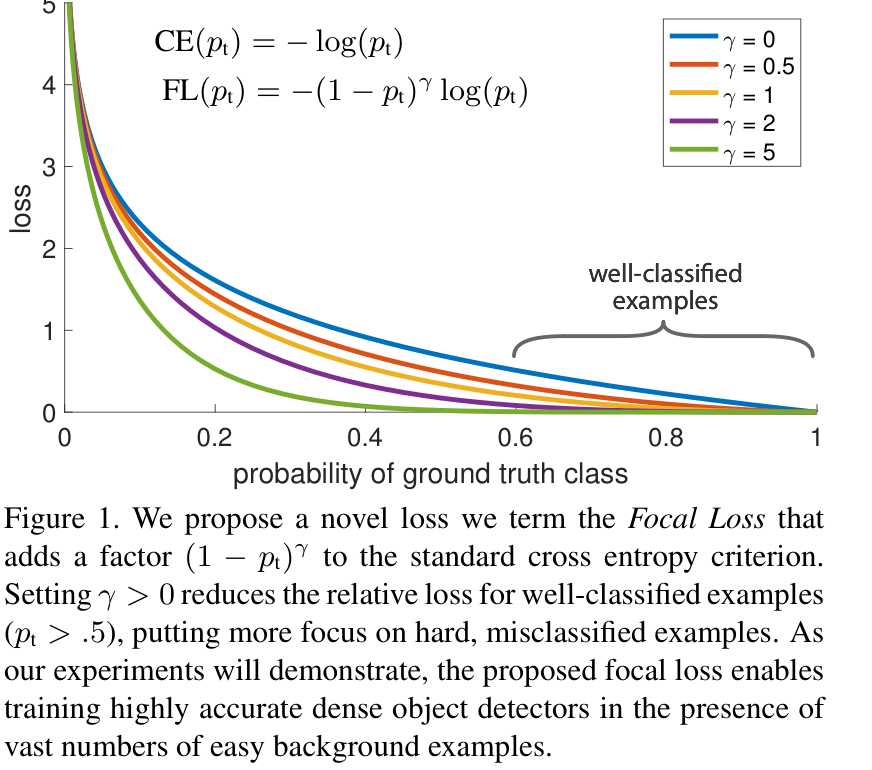 5
CE(pt) = − log(pt)
FL(pt) = −(1 − pt)γ log(pt)
γ = 0
γ = 0.5
γ = 1
γ = 2
γ = 5
4
3
2
1
0
loss
well-classified
examples
0 0.2 0.4 0.6 0.8 1
probability of ground truth class
Figure 1. We propose a novel loss we term the Focal Loss that
adds a factor (1 − pt)γ to the standard cross entropy criterion.
Setting γ > 0 reduces the relative loss for well-classified examples
(pt > .5), putting more focus on hard, misclassified examples. As
our experiments will demonstrate, the proposed focal loss enables
training highly accurate dense object detectors in the presence of
vast numbers of easy background examples.